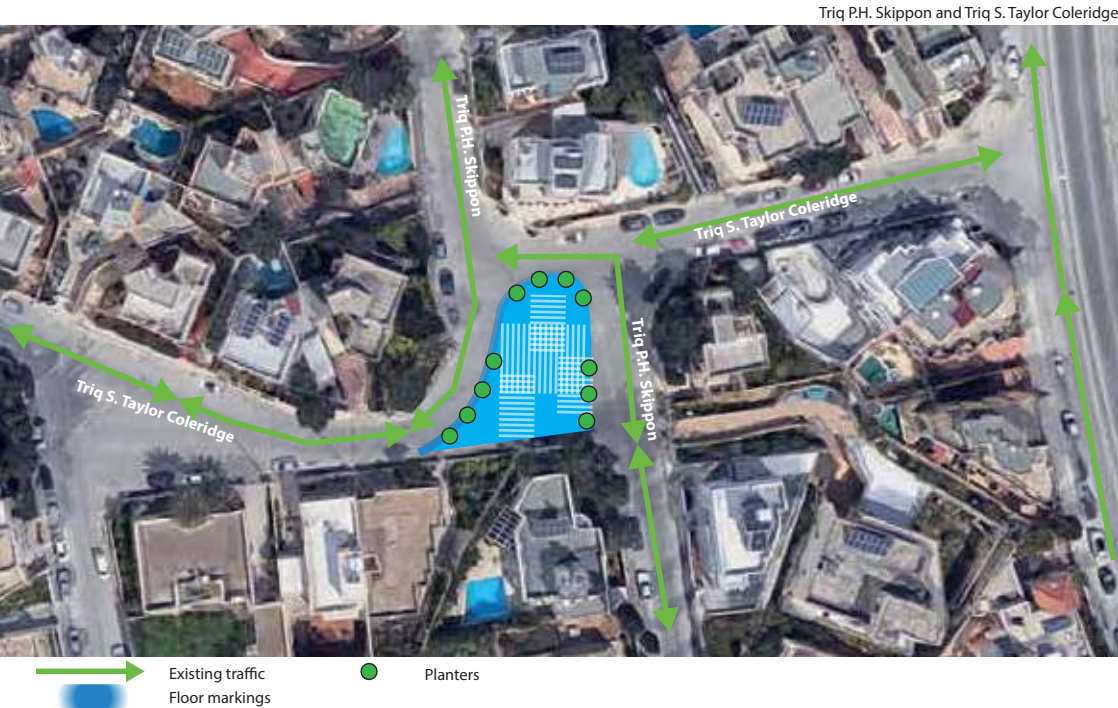 Triq P.H. Skippon and Triq S. Taylor Coleridge
Triq P.H. Skippon
Triq S. Taylor Coleridge
Triq P.H. Skippon
Triq S. Taylor Coleridge
Existing traffic
Planters
Floor markings